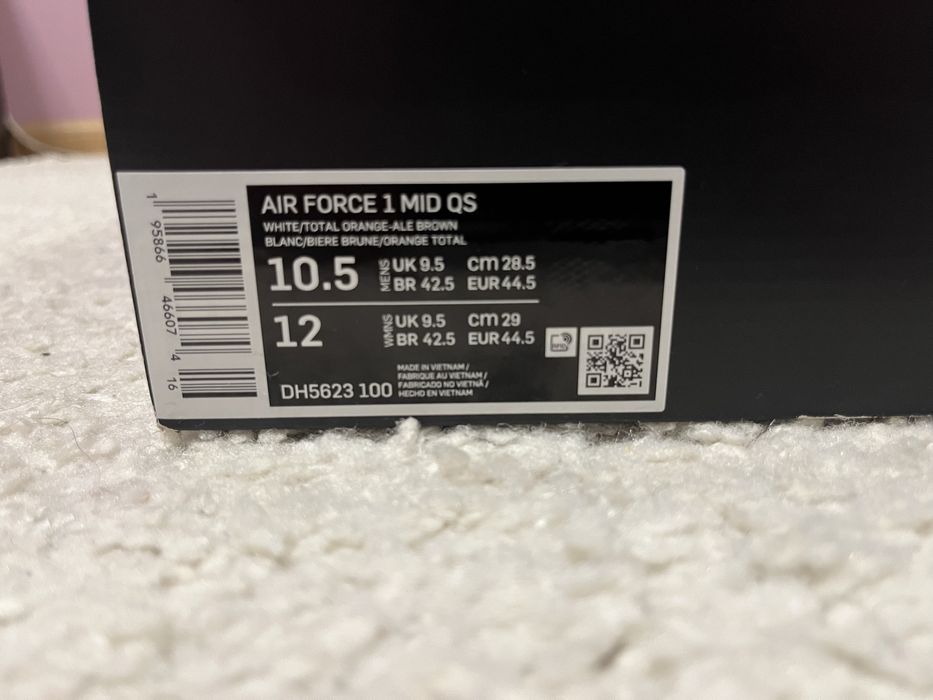 AIR FORCE 1 MID QS
WHITE/TOTAL ORANGE-ALE BROWN
BLANC/BIERE BRUNE/ORANGE TOTAL
10.5 MENS UK 9.5 cm 28.5
BR 42.5 EUR 44.5
12 WMNS UK 9.5 cm 29
BR 42.5 EUR 44.5
MADE IN VIETNAM /
FABRIQUE AU VIETNAM /
FABRICADO NO VIETNÃ /
HECHO EN VIETNAM
DH5623 100
RFID
1 95866 46607 4 16